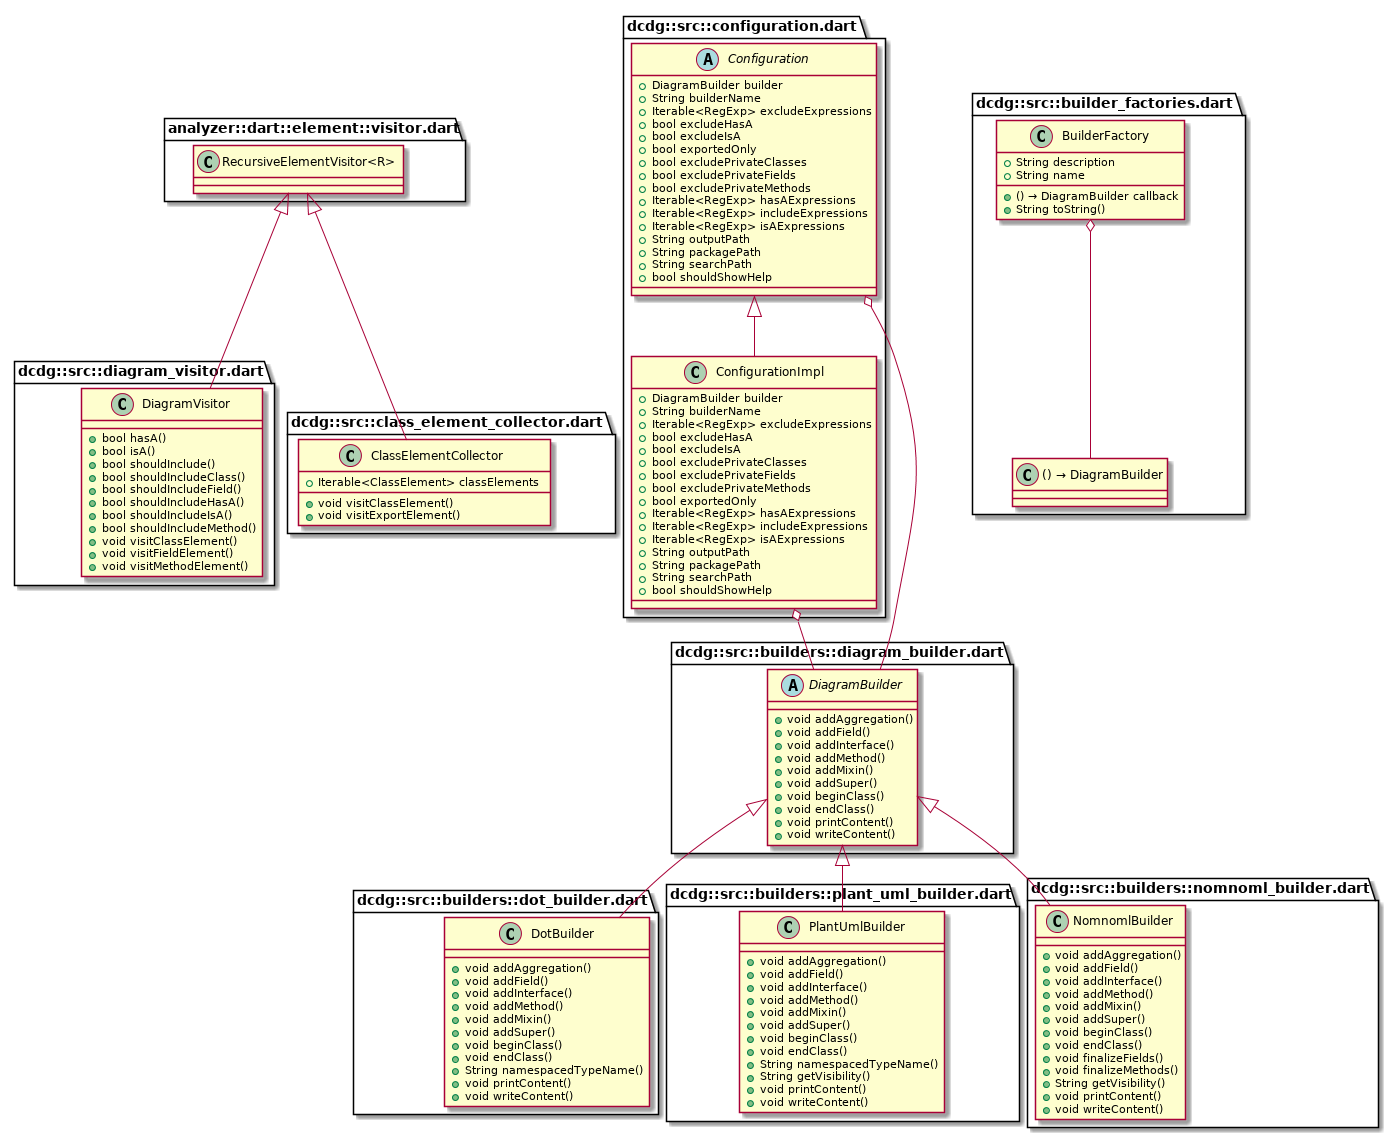 dcdg::src::configuration.dart
A Configuration
DiagramBuilder builder
String builderName
Iterable<RegExp> excludeExpressions
bool excludeHasA
bool excludeIsA
bool exportedOnly
bool excludePrivateClasses
bool excludePrivateFields
bool excludePrivateMethods
Iterable<RegExp> hasAExpressions
Iterable<RegExp> includeExpressions
Iterable<RegExp> isAExpressions
String outputPath
String packagePath
String searchPath
bool shouldShowHelp
dcdg::src::builder_factories.dart
C BuilderFactory
String description
String name
() → DiagramBuilder callback
String toString()
analyzer::dart::element::visitor.dart
C RecursiveElementVisitor<R>
dcdg::src::diagram_visitor.dart
C DiagramVisitor
bool hasA()
bool isA()
bool shouldInclude()
bool shouldIncludeClass()
bool shouldIncludeField()
bool shouldIncludeHasA()
bool shouldIncludeIsA()
bool shouldIncludeMethod()
void visitClassElement()
void visitFieldElement()
void visitMethodElement()
dcdg::src::class_element_collector.dart
C ClassElementCollector
Iterable<ClassElement> classElements
void visitClassElement()
void visitExportElement()
C ConfigurationImpl
DiagramBuilder builder
String builderName
Iterable<RegExp> excludeExpressions
bool excludeHasA
bool excludeIsA
bool excludePrivateClasses
bool excludePrivateFields
bool excludePrivateMethods
bool exportedOnly
Iterable<RegExp> hasAExpressions
Iterable<RegExp> includeExpressions
Iterable<RegExp> isAExpressions
String outputPath
String packagePath
String searchPath
bool shouldShowHelp
C () → DiagramBuilder
dcdg::src::builders::diagram_builder.dart
A DiagramBuilder
void addAggregation()
void addField()
void addInterface()
void addMethod()
void addMixin()
void addSuper()
void beginClass()
void endClass()
void printContent()
void writeContent()
dcdg::src::builders::dot_builder.dart
C DotBuilder
void addAggregation()
void addField()
void addInterface()
void addMethod()
void addMixin()
void addSuper()
void beginClass()
void endClass()
String namespacedTypeName()
void printContent()
void writeContent()
dcdg::src::builders::plant_uml_builder.dart
C PlantUmlBuilder
void addAggregation()
void addField()
void addInterface()
void addMethod()
void addMixin()
void addSuper()
void beginClass()
void endClass()
String namespacedTypeName()
String getVisibility()
void printContent()
void writeContent()
dcdg::src::builders::nomnoml_builder.dart
C NomnomlBuilder
void addAggregation()
void addField()
void addInterface()
void addMethod()
void addMixin()
void addSuper()
void beginClass()
void endClass()
void finalizeFields()
void finalizeMethods()
String getVisibility()
void printContent()
void writeContent()